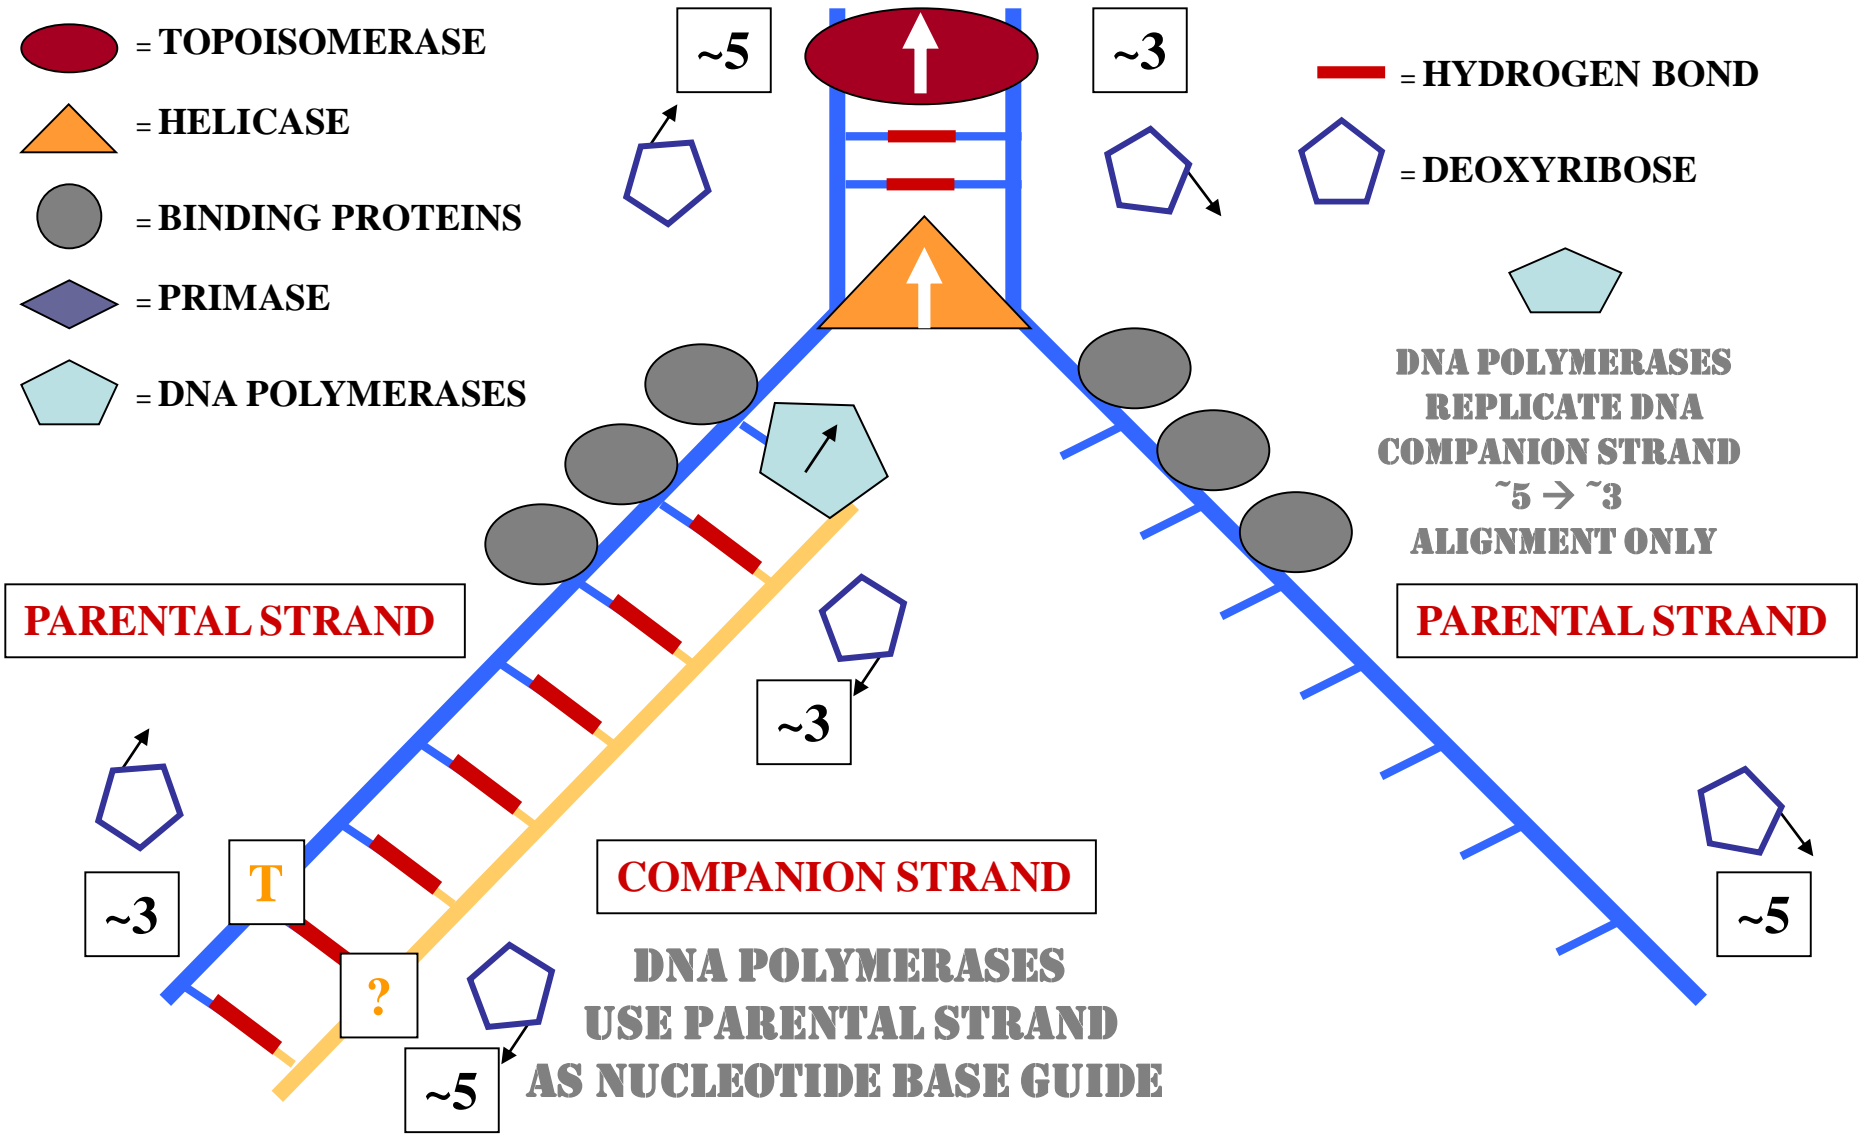 = TOPOISOMERASE
= HELICASE
= BINDING PROTEINS
= PRIMASE
= DNA POLYMERASES
~5
~3
= HYDROGEN BOND
= DEOXYRIBOSE
DNA POLYMERASES
REPLICATE DNA
COMPANION STRAND
~5 → ~3
ALIGNMENT ONLY
PARENTAL STRAND
PARENTAL STRAND
~3
T
~3
?
~5
COMPANION STRAND
~5
DNA POLYMERASES
USE PARENTAL STRAND
AS NUCLEOTIDE BASE GUIDE